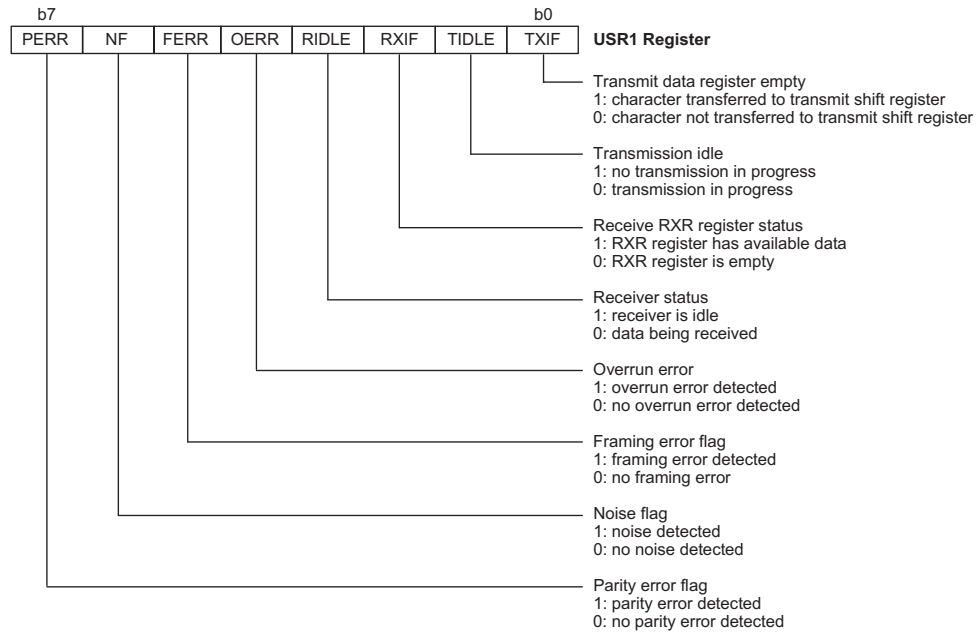 b7 b0
PERR NF FERR OERR RIDLE RXIF TIDLE TXIF USR1 Register
Transmit data register empty
1: character transferred to transmit shift register
0: character not transferred to transmit shift register
Transmission idle
1: no transmission in progress
0: transmission in progress
Receive RXR register status
1: RXR register has available data
0: RXR register is empty
Receiver status
1: receiver is idle
0: data being received
Overrun error
1: overrun error detected
0: no overrun error detected
Framing error flag
1: framing error detected
0: no framing error
Noise flag
1: noise detected
0: no noise detected
Parity error flag
1: parity error detected
0: no parity error detected